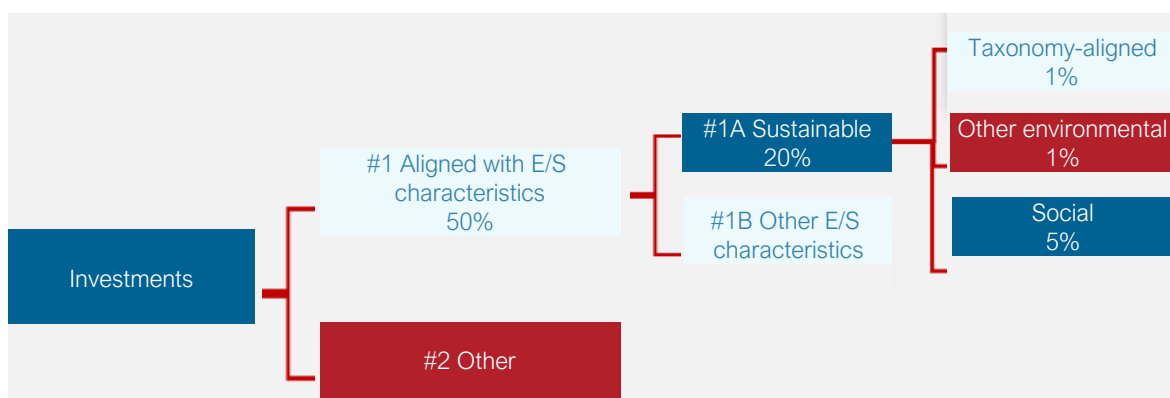 Investments
#1 Aligned with E/S
characteristics
50%
#2 Other
#1A Sustainable
20%
#1B Other E/S
characteristics
Taxonomy-aligned
1%
Other environmental
1%
Social
5%